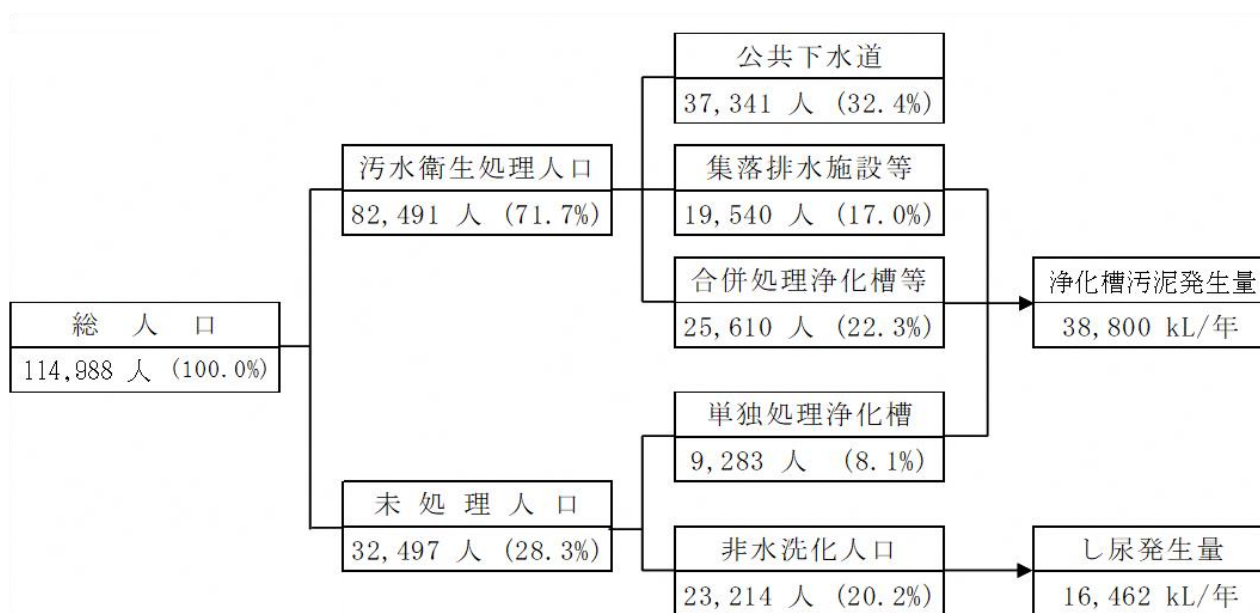 総人口
114,988 人 (100.0%)
汚水衛生処理人口
82,491 人 (71.7%)
公共下水道
37,341 人 (32.4%)
集落排水施設等
19,540 人 (17.0%)
合併処理浄化槽等
25,610 人 (22.3%)
浄化槽汚泥発生量
38,800 kL/年
未処理人口
32,497 人 (28.3%)
単独処理浄化槽
9,283 人 (8.1%)
非水洗化人口
23,214 人 (20.2%)
し尿発生量
16,462 kL/年